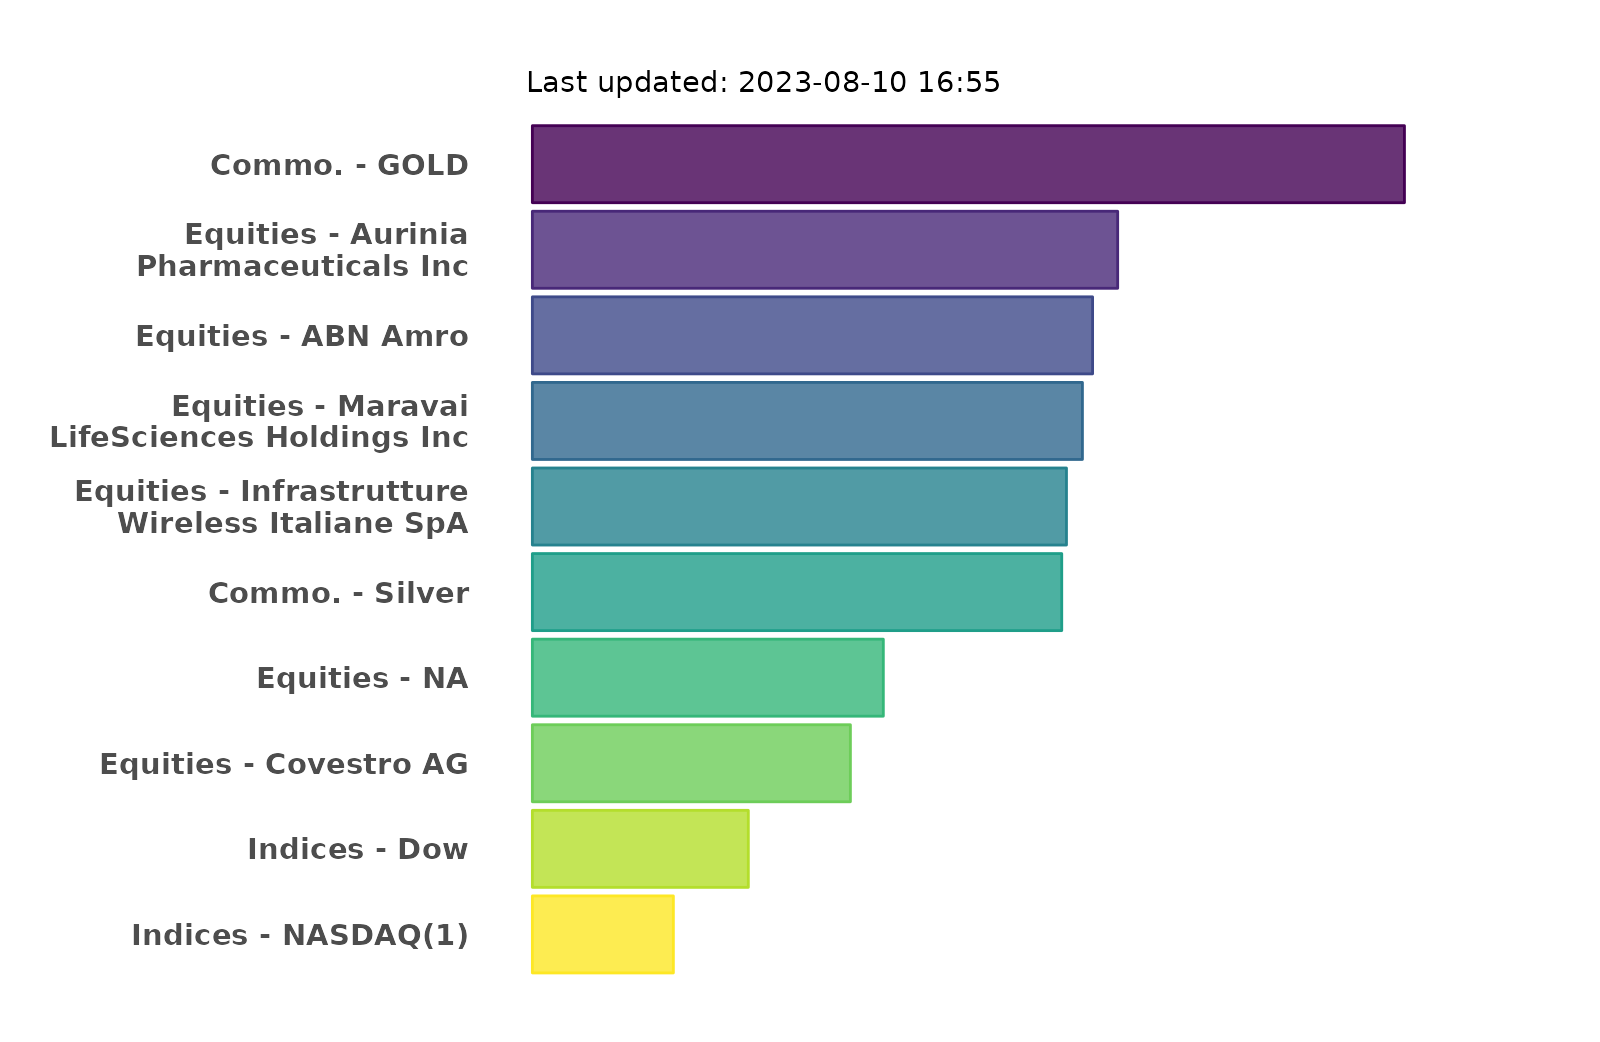 Last updated: 2023-08-10 16:55
Commo. - GOLD
Equities - Aurinia
Pharmaceuticals Inc
Equities - ABN Amro
Equities - Maravai
LifeSciences Holdings Inc
Equities - Infrastrutture
Wireless Italiane SpA
Commo. - Silver
Equities - NA
Equities - Covestro AG
Indices - Dow
Indices - NASDAQ(1)